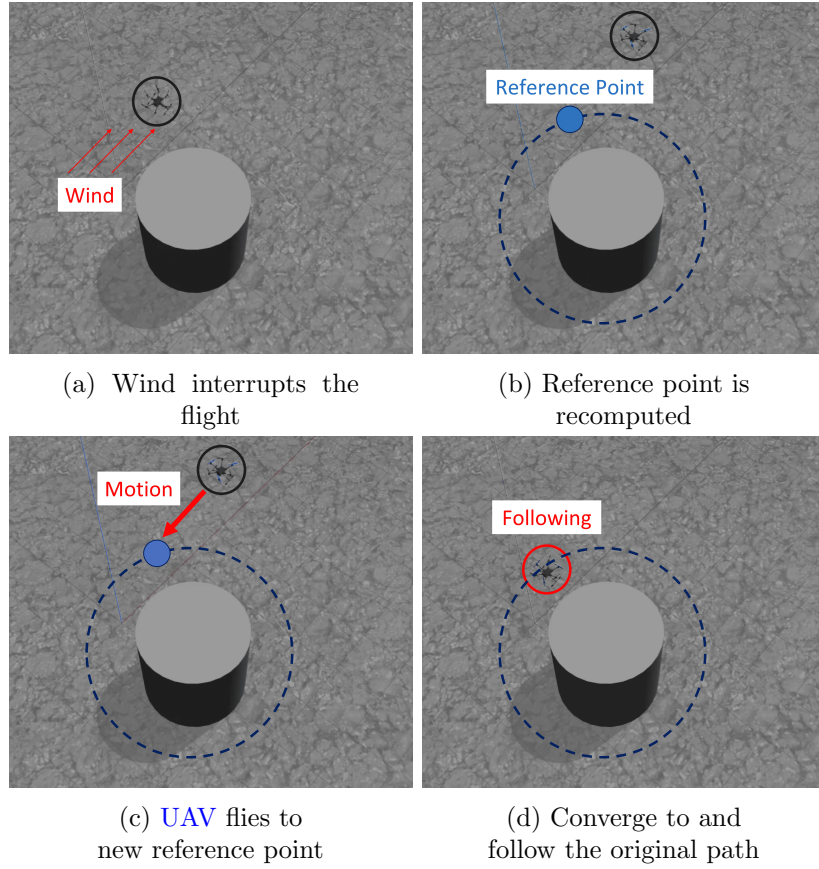 Wind
Reference Point
(a) Wind interrupts the
flight
(b) Reference point is
recomputed
Motion
Following
(c) UAV flies to
new reference point
(d) Converge to and
follow the original path